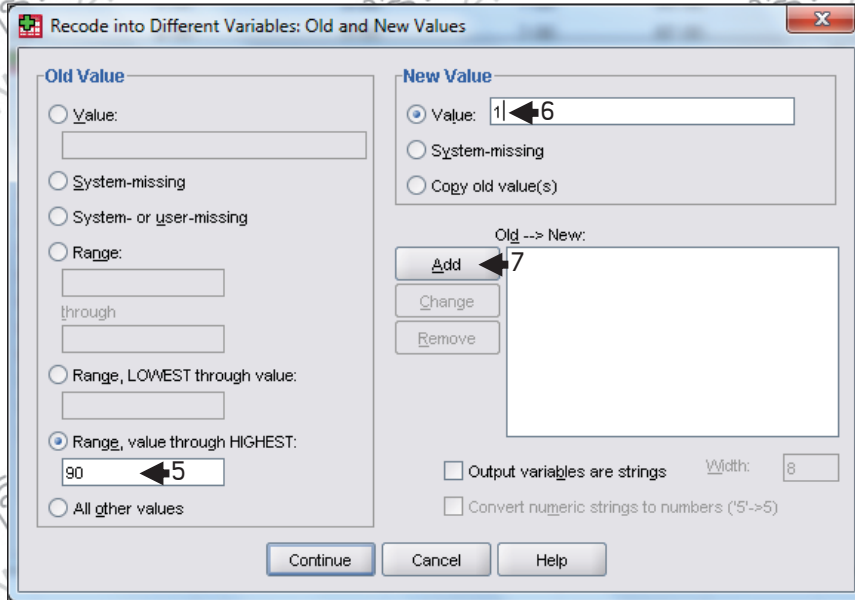 Recode into Different Variables: Old and New Values
Old Value
Value:
System-missing
System- or user-missing
Range:
through
Range, LOWEST through value:
Range, value through HIGHEST:
90 5
All other values
New Value
Value: 1 6
System-missing
Copy old value(s)
Old --> New:
Add 7
Change
Remove
Output variables are strings Width: 8
Convert numeric strings to numbers ('5'->5)
Continue Cancel Help